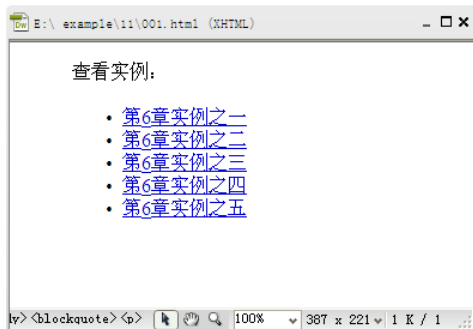 E:\ example\11\001.html (XHTML)
查看实例：
• 第6章实例之一
• 第6章实例之二
• 第6章实例之三
• 第6章实例之四
• 第6章实例之五
ly> <blockquote> <p> 100% 387 x 221 1 K / 1